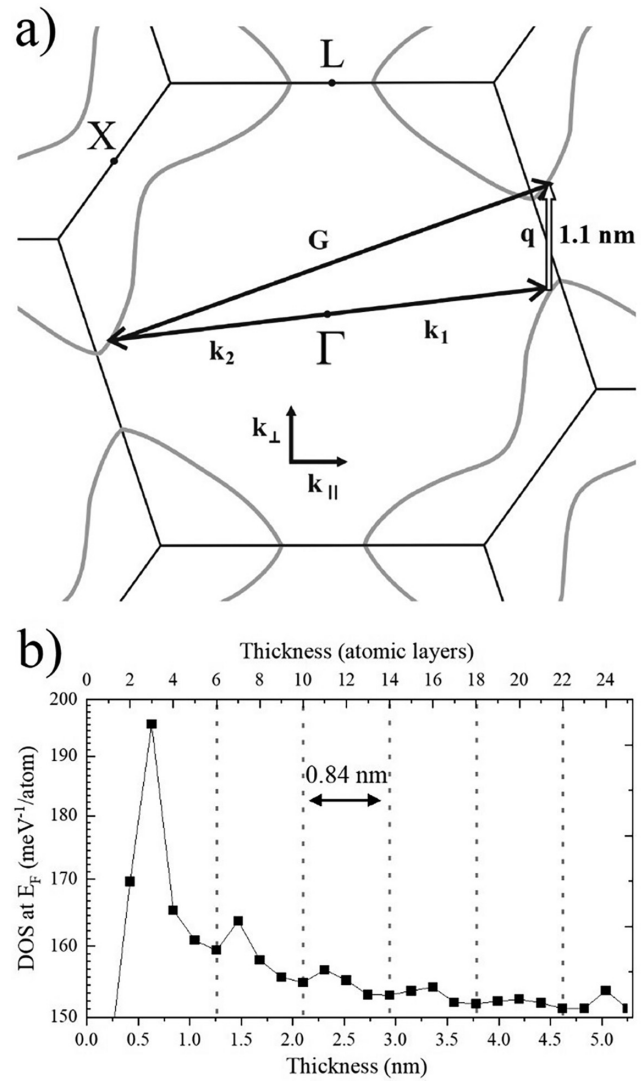 a)
L
X
G
q
1.1 nm
k₂
Γ
k₁
k⊥
k||
b)
Thickness (atomic layers)
0 2 4 6 8 10 12 14 16 18 20 22 24
200
190
180
170
160
150
DOS at E_F (meV⁻¹/atom)
0.84 nm
0.0 0.5 1.0 1.5 2.0 2.5 3.0 3.5 4.0 4.5 5.0
Thickness (nm)